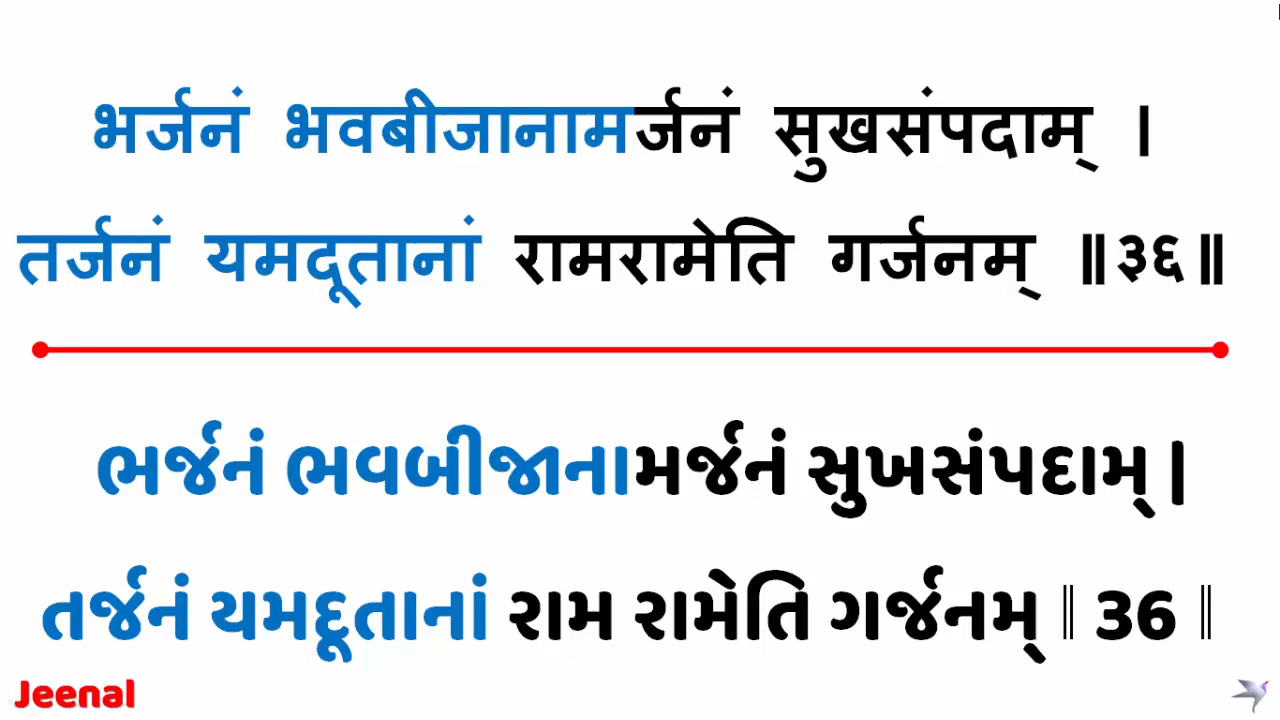 भर्जनं भवबीजानामर्जनं सुखसंपदाम् ।
तर्जनं यमदूतानां रामरामेति गर्जनम् ॥३६॥
ભર્જનં ભવબીજાનામર્જનં સુખસંપદામ્ |
તર્જનં યમદૂતાનાં રામ રામેતિ ગર્જનમ્ ‖ 36 ‖
Jeenal